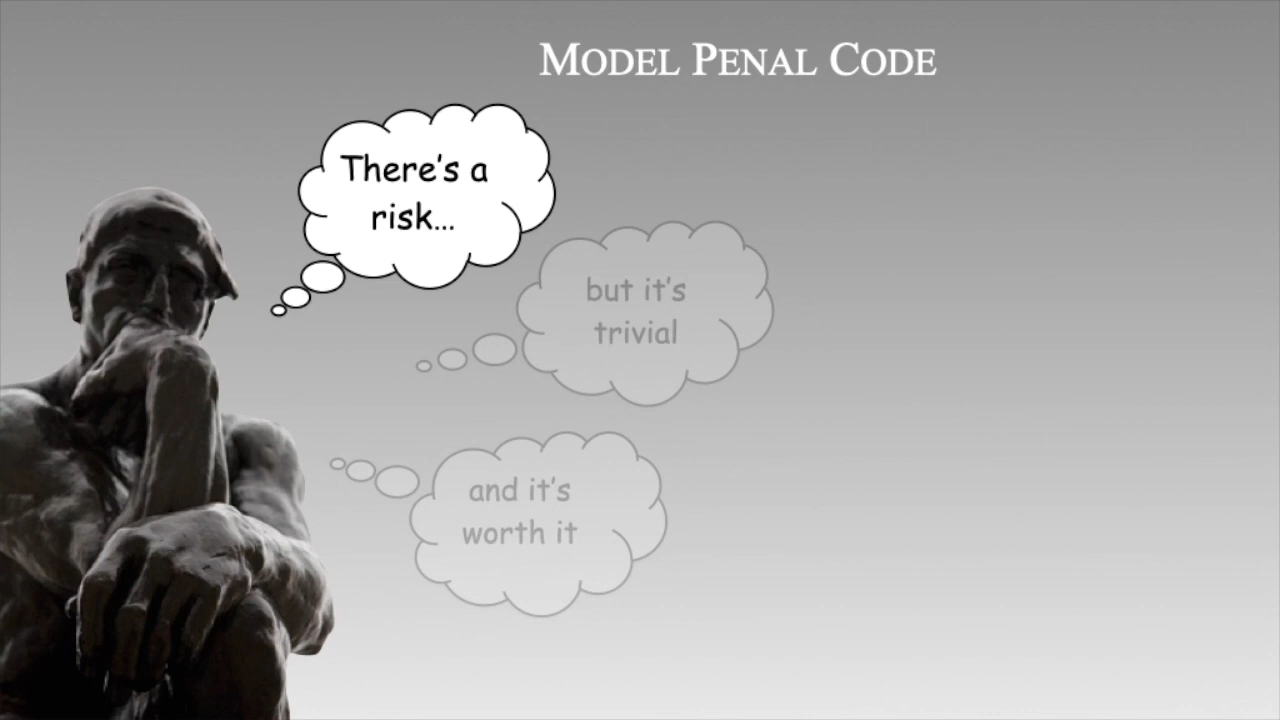 MODEL PENAL CODE
There's a
risk...
but it's
trivial
and it's
worth it